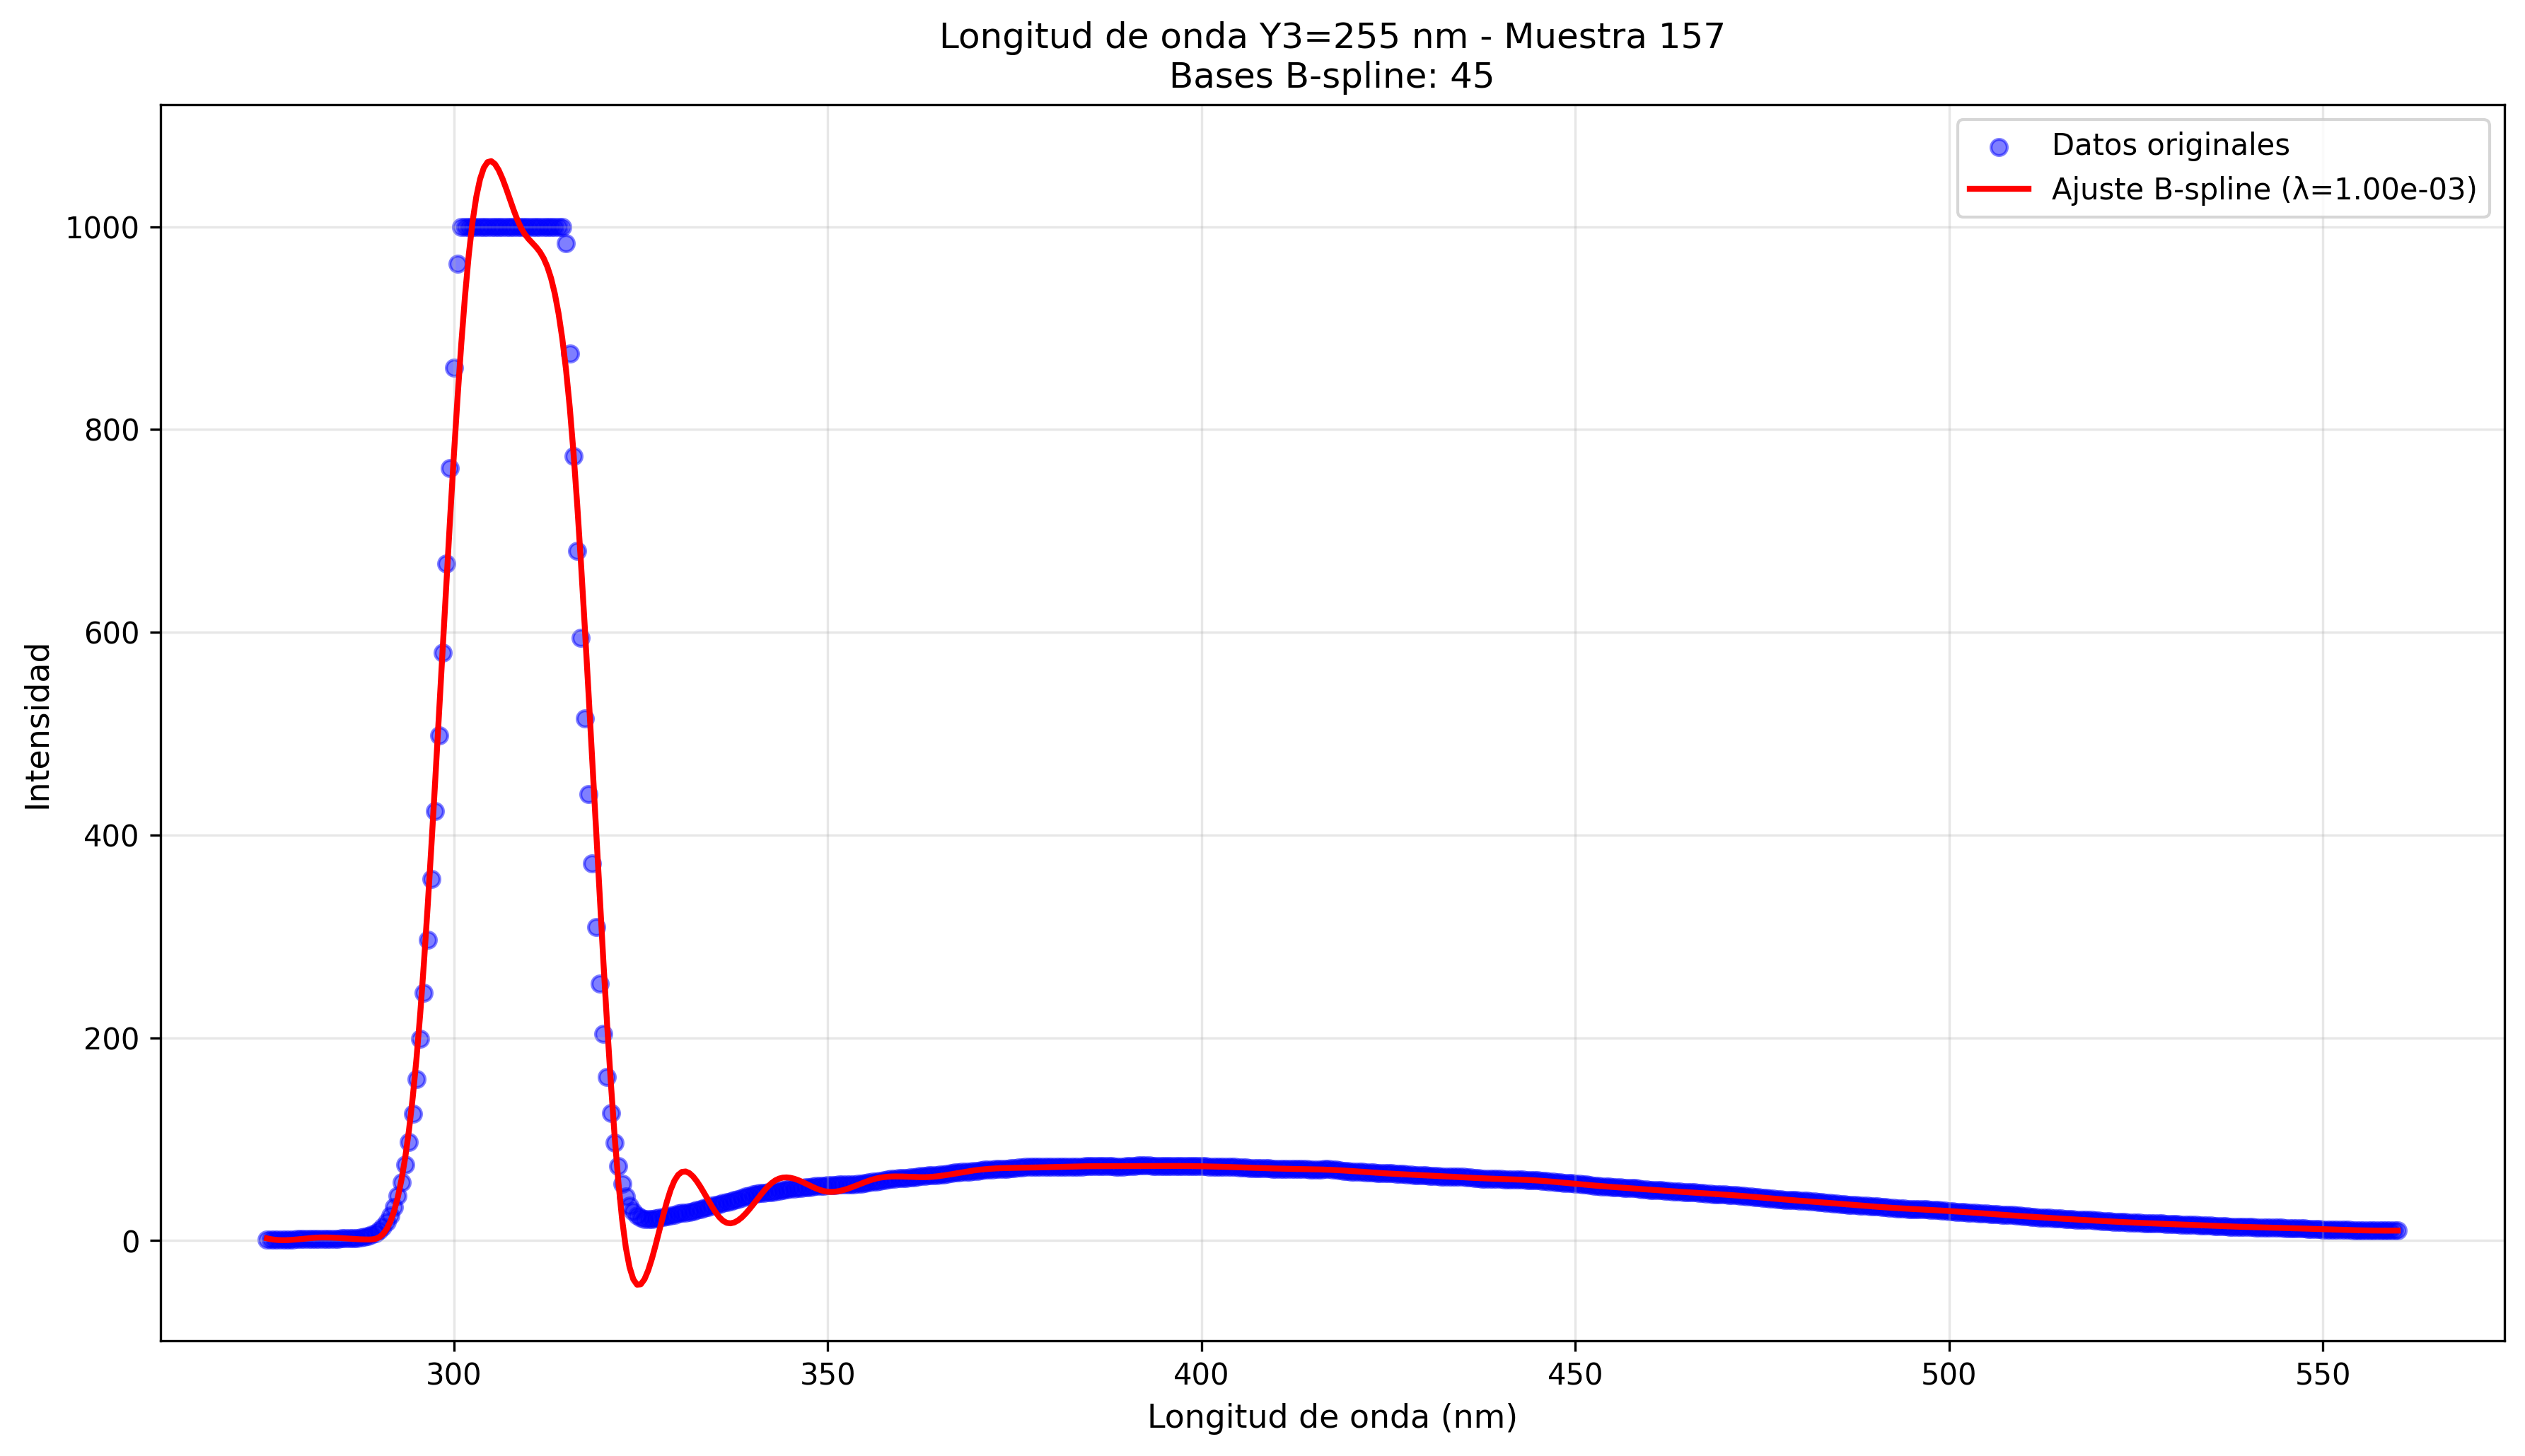 Longitud de onda Y3=255 nm - Muestra 157
Bases B-spline: 45
Datos originales
Ajuste B-spline (λ=1.00e-03)
1000
800
600
400
200
0
Intensidad
300 350 400 450 500 550
Longitud de onda (nm)